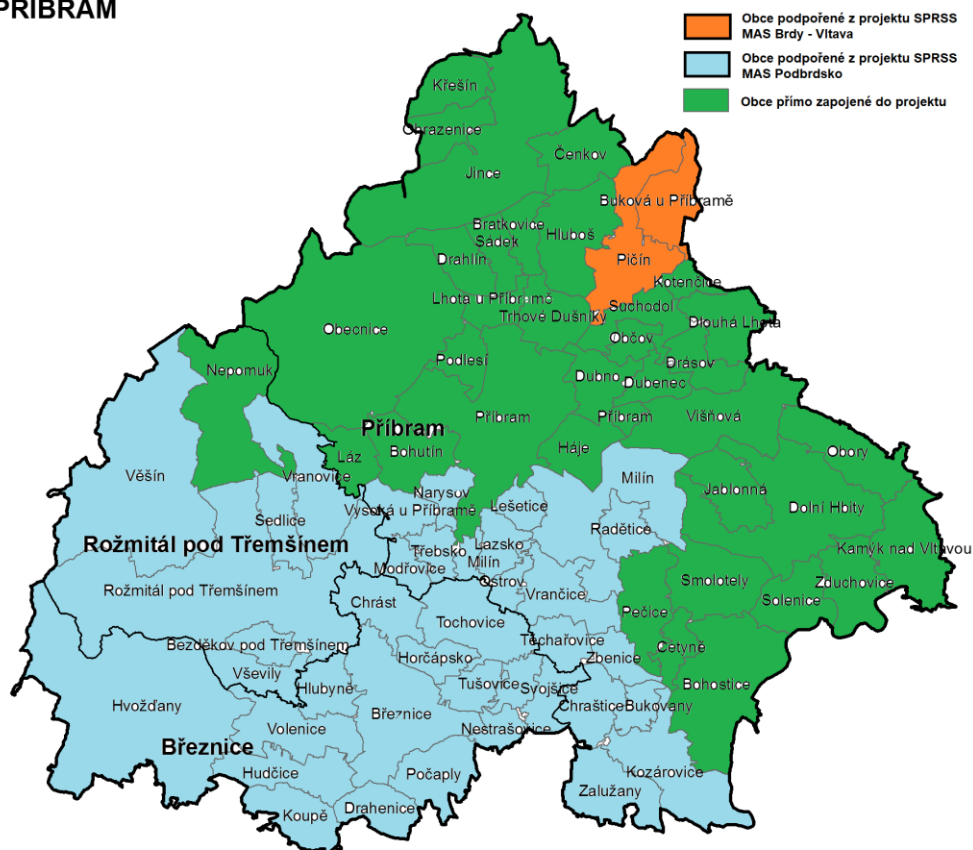 PŘÍBRAM
Obce podpořené z projektu SPRSS
MAS Brdy - Vltava
Obce podpořené z projektu SPRSS
MAS Podbrdsko
Obce přímo zapojené do projektu
Křešín
Ohrazenice
Čenkov
Jince
Buková u Příbramě
Bratkovice
Hluboš
Sádek
Drahlín
Pičín
Kotenčice
Lhota u Příbramě
Suchodol
Trhové Dušníky
Dlouhá Lhota
Obecnice
Občov
Podlesí
Drásov
Nepomuk
Dubno
Dubenec
Příbram
Příbram
Višňová
Příbram
Háje
Bohutín
Láz
Obory
Věšín
Vranovice
Milín
Narysov
Jablonná
Vysoká u Příbramě
Lešetice
Dolní Hbity
Sedlice
Radětice
Rožmitál pod Třemšínem
Třebsko
Lazsko
Kamýk nad Vltavou
Modřovice
Milín
Smolotely
Zduchovice
Ostrov
Rožmitál pod Třemšínem
Vrančice
Solenice
Chrást
Pečice
Tochovice
Bezděkov pod Třemšínem
Těchařovice
Cetyně
Horčápsko
Zbenice
Vševily
Hlubyně
Tušovice
Svojšice
Bohostice
Hvožďany
Chraštice
Bukovany
Březnice
Volenice
Nestrašovice
Březnice
Hudčice
Počaply
Kozárovice
Zalužany
Koupě
Drahenice